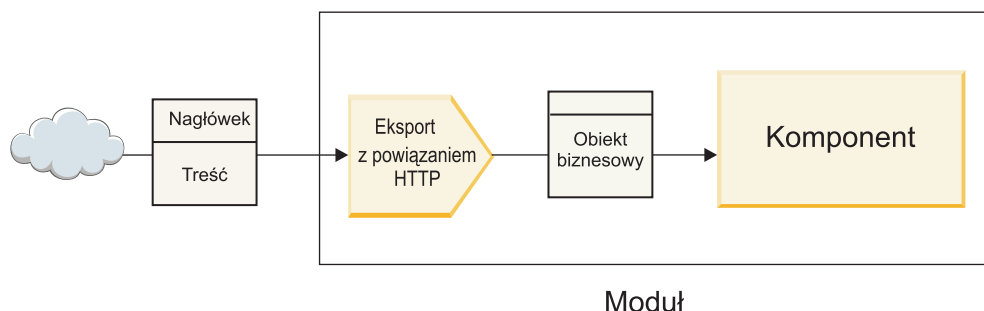 Nagłówek
Treść
Eksport
z powiązaniem
HTTP
Obiekt
biznesowy
Komponent
Moduł